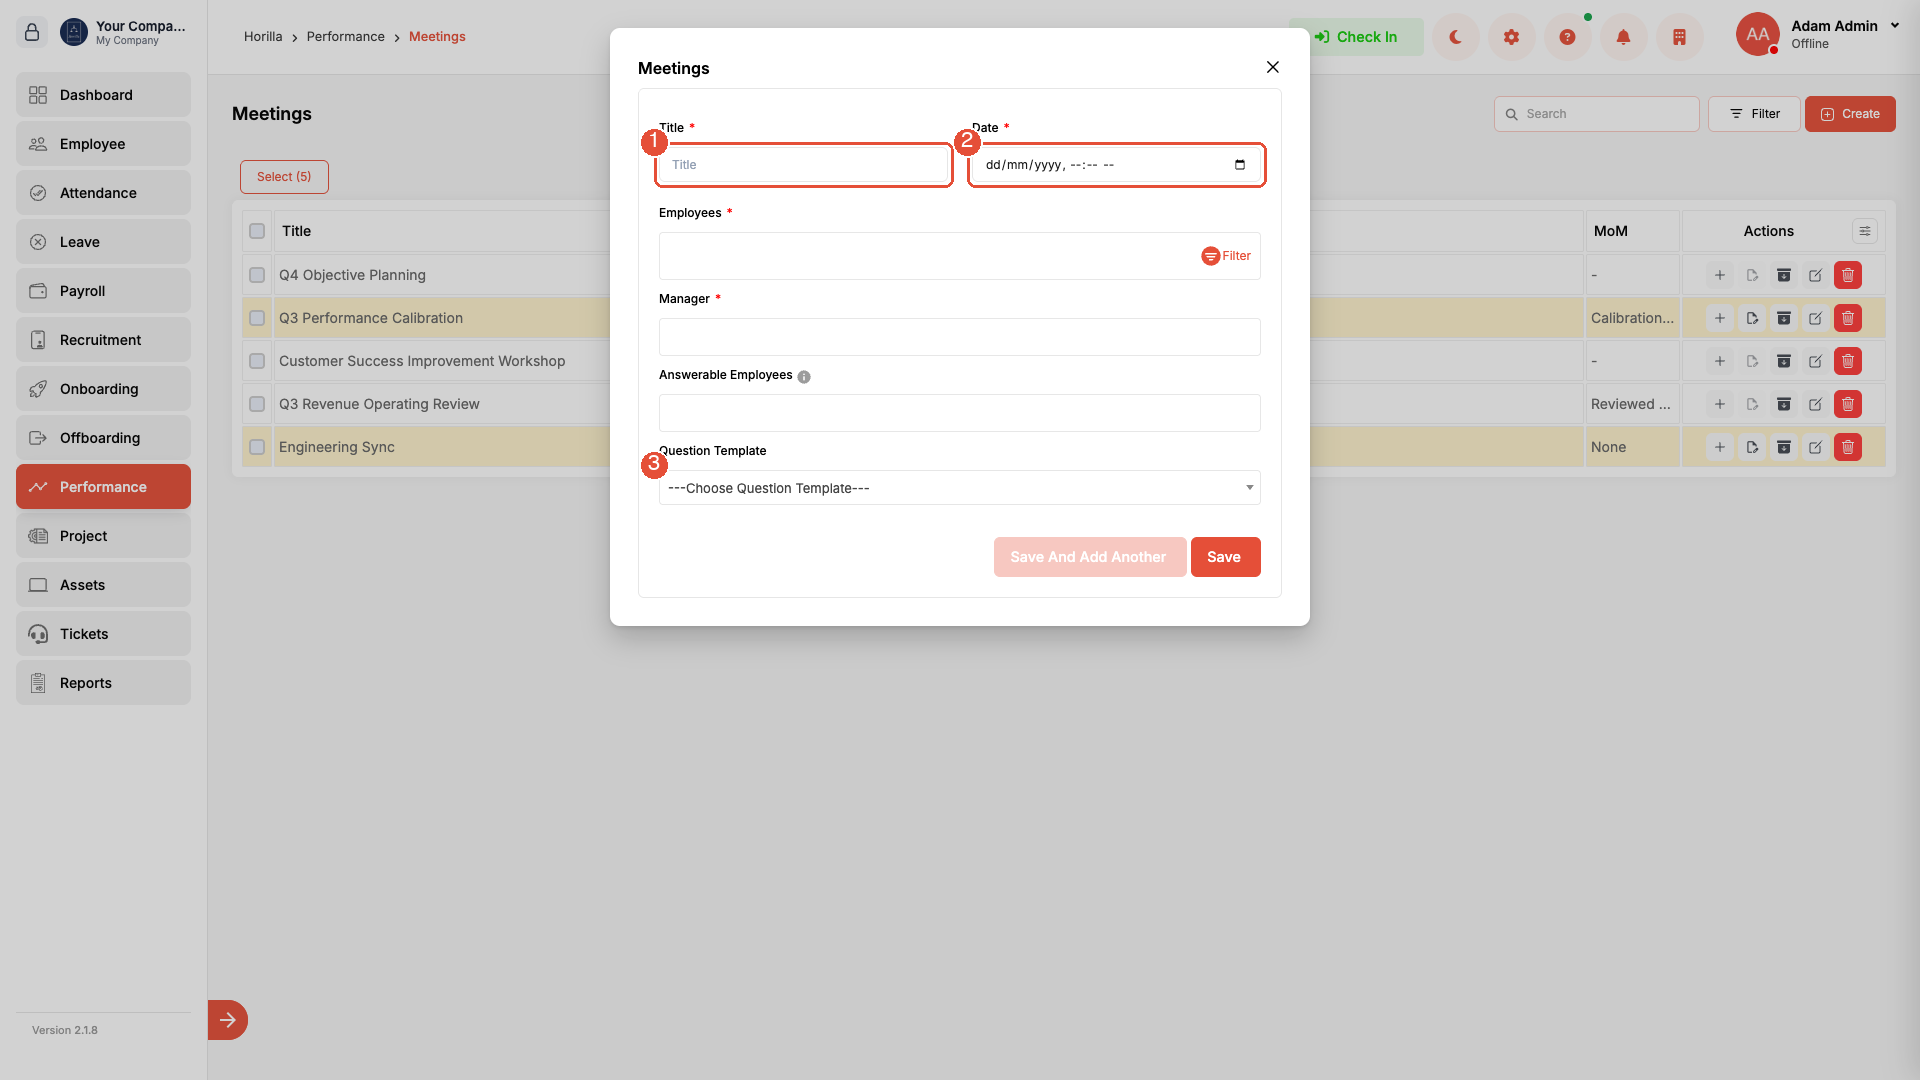 Your Compa...
My Company
Horilla > Performance > Meetings
Check In
AA
Adam Admin
Offline
Dashboard
Employee
Attendance
Leave
Payroll
Recruitment
Onboarding
Offboarding
Performance
Project
Assets
Tickets
Reports
Version 2.1.8
Meetings
Search
Filter
Create
Select (5)
Title
MoM
Actions
Q4 Objective Planning
-
Q3 Performance Calibration
Calibration...
Customer Success Improvement Workshop
-
Q3 Revenue Operating Review
Reviewed ...
Engineering Sync
None
Meetings
Title *
1
Title
Date *
2
dd/mm/yyyy, --:-- --
Employees *
Filter
Manager *
Answerable Employees
Question Template
3
---Choose Question Template---
Save And Add Another
Save